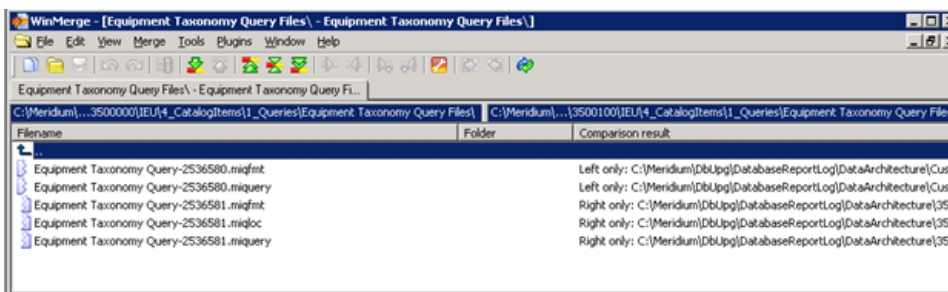 WinMerge - [Equipment Taxonomy Query Files\ - Equipment Taxonomy Query Files\]
File Edit View Merge Tools Plugins Window Help
Equipment Taxonomy Query Files\ - Equipment Taxonomy Query Fi...
C:\Meridium\...3500000\IEU\4_CatalogItems\1_Queries\Equipment Taxonomy Query Files\ C:\Meridium\...\3500100\IEU\4_CatalogItems\1_Queries\Equipment Taxonomy Query Files
Filename Folder Comparison result
..
Equipment Taxonomy Query-2536580.miqfmt Left only: C:\Meridium\DbUpg\DatabaseReportLog\DataArchitecture\Cus
Equipment Taxonomy Query-2536580.miquery Left only: C:\Meridium\DbUpg\DatabaseReportLog\DataArchitecture\Cus
Equipment Taxonomy Query-2536581.miqfmt Right only: C:\Meridium\DbUpg\DatabaseReportLog\DataArchitecture\35
Equipment Taxonomy Query-2536581.miqloc Right only: C:\Meridium\DbUpg\DatabaseReportLog\DataArchitecture\35
Equipment Taxonomy Query-2536581.miquery Right only: C:\Meridium\DbUpg\DatabaseReportLog\DataArchitecture\35